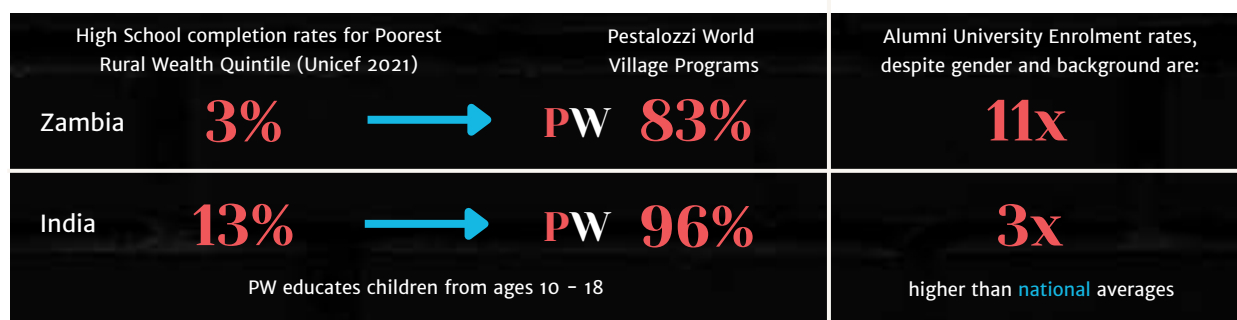 High School completion rates for Poorest
Rural Wealth Quintile (Unicef 2021)
Pestalozzi World
Village Programs
Alumni University Enrolment rates,
despite gender and background are:
Zambia 3% PW 83% 11x
India 13% PW 96% 3x
PW educates children from ages 10 - 18
higher than national averages